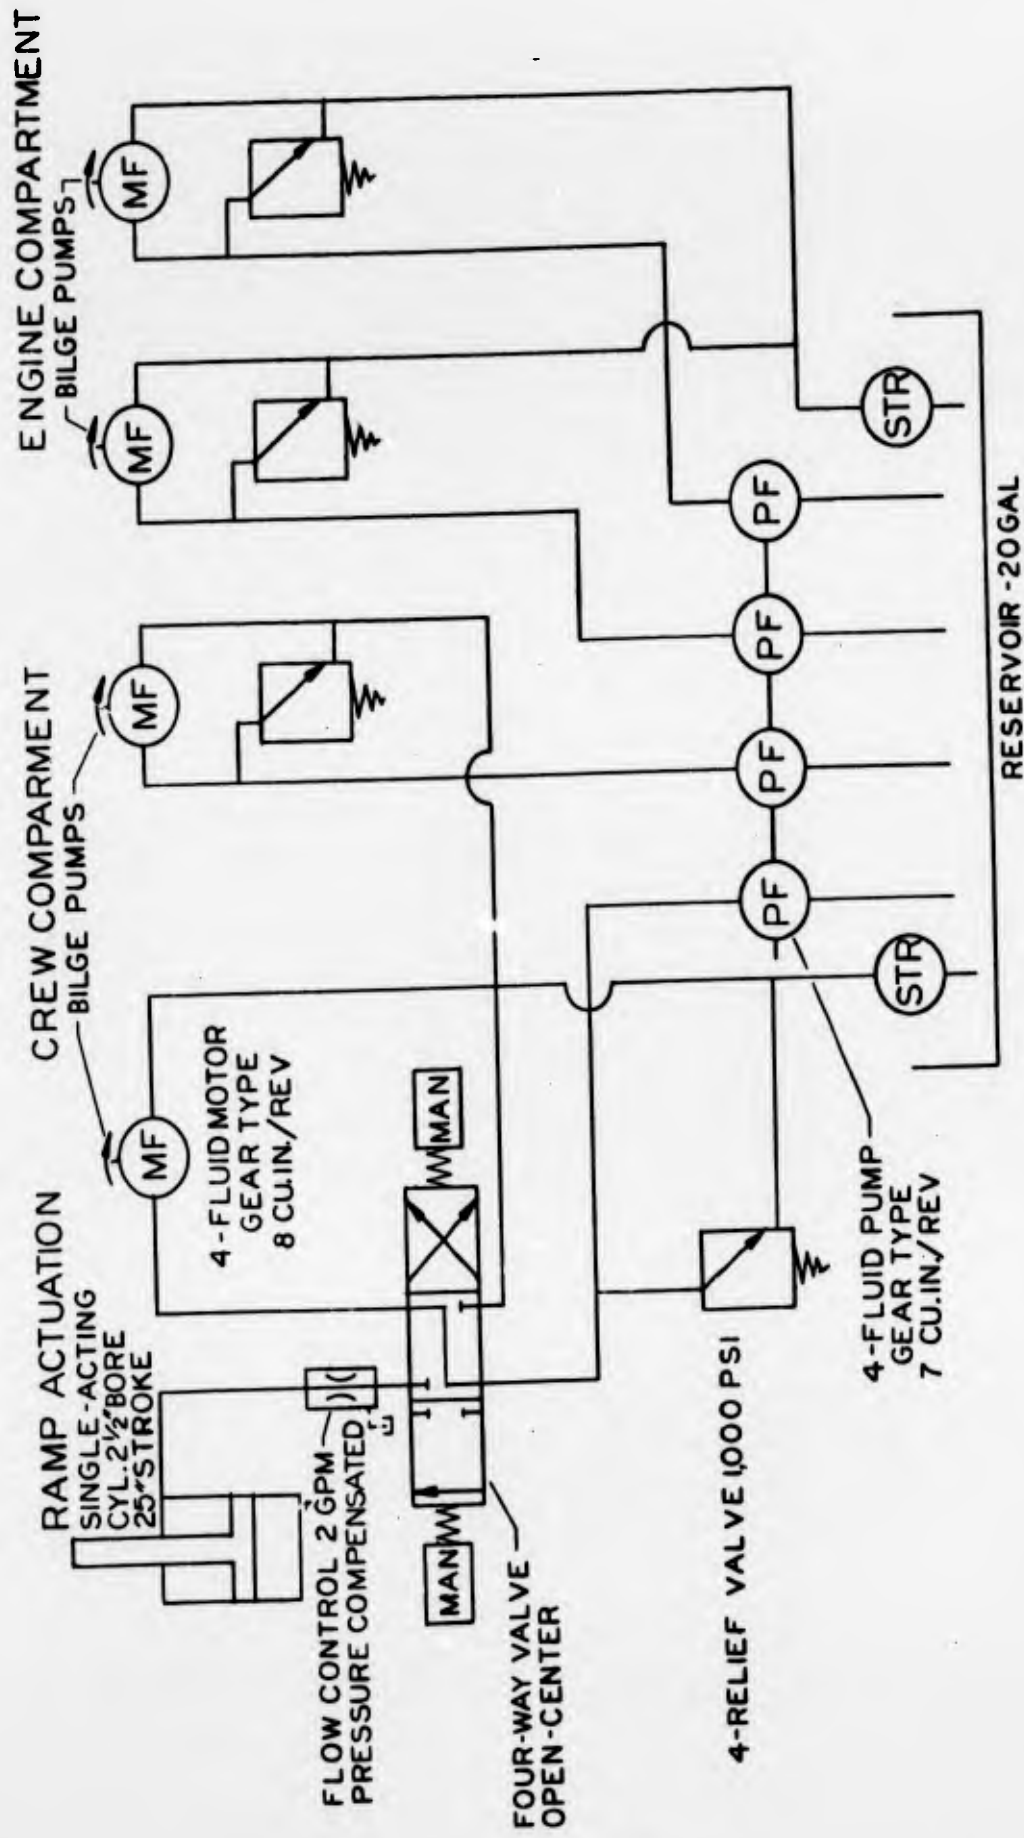 RAMP ACTUATION
SINGLE-ACTING
CYL. 2½"BORE
25"STROKE
CREW COMPARMENT
BILGE PUMPS
ENGINE COMPARTMENT
BILGE PUMPS
MF
MF
MF
MF
4-FLUID MOTOR
GEAR TYPE
8 CU.IN./REV
FLOW CONTROL 2 GPM
PRESSURE COMPENSATED
MAN
MAN
FOUR-WAY VALVE
OPEN-CENTER
4-RELIEF VALVE 1,000 PSI
PF
PF
PF
PF
4-FLUID PUMP
GEAR TYPE
7 CU.IN./REV
STR
STR
RESERVOIR-20GAL